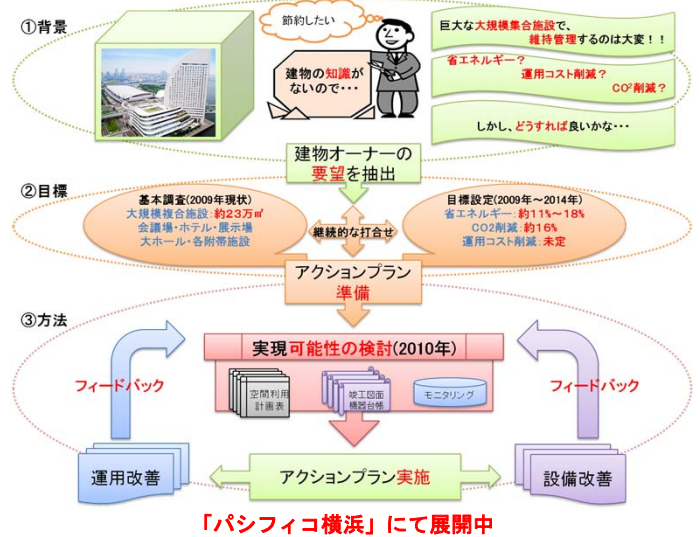 ①背景
節約したい
建物の知識が
ないので・・・
巨大な大規模集合施設で、
維持管理するのは大変！！
省エネルギー？
運用コスト削減？
CO²削減？
しかし、どうすれば良いかな・・・
建物オーナーの
要望を抽出
②目標
基本調査(2009年現状)
大規模複合施設：約23万㎡
会議場・ホテル・展示場
大ホール・各附帯施設
継続的な打合せ
目標設定(2009年～2014年)
省エネルギー：約11%～18%
CO2削減：約16%
運用コスト削減：未定
アクションプラン
準備
③方法
実現可能性の検討(2010年)
空間利用
計画表
竣工図面
機器台帳
モニタリング
フィードバック
フィードバック
運用改善
アクションプラン実施
設備改善
「パシフィコ横浜」にて展開中